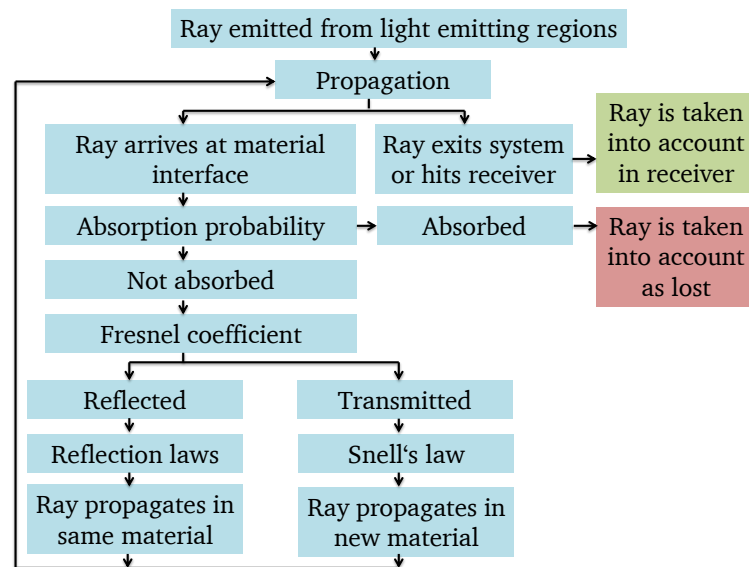 Ray emitted from light emitting regions
Propagation
Ray arrives at material
interface
Ray exits system
or hits receiver
Ray is taken
into account
in receiver
Absorption probability
Absorbed
Ray is taken
into account
as lost
Not absorbed
Fresnel coefficient
Reflected
Transmitted
Reflection laws
Snell‘s law
Ray propagates in
same material
Ray propagates in
new material